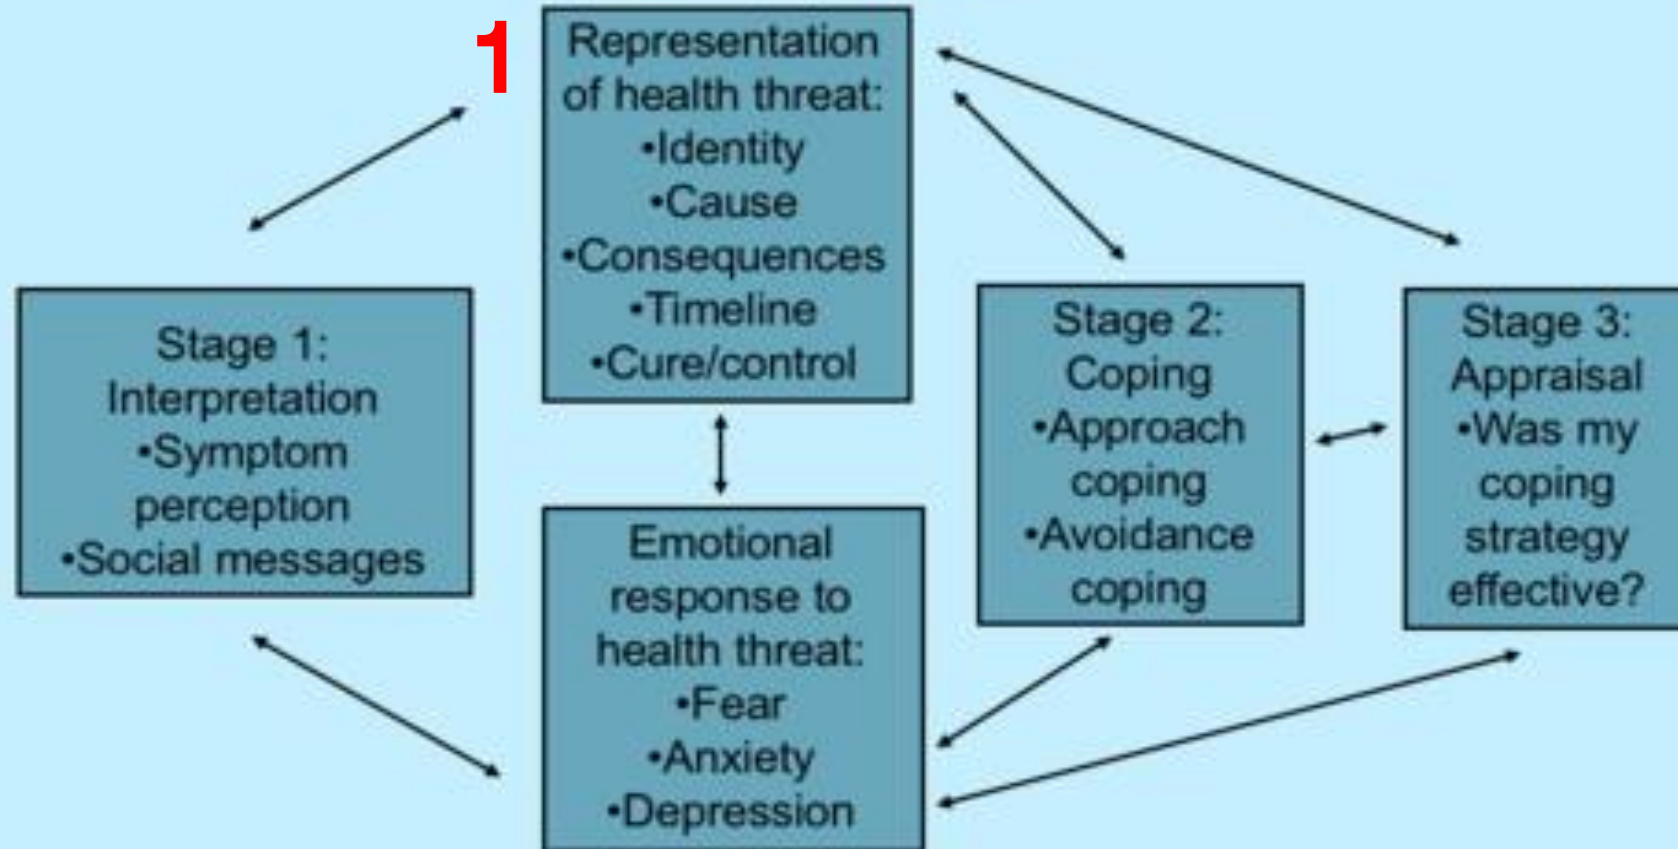 1
Representation
of health threat:
•Identity
•Cause
•Consequences
•Timeline
•Cure/control
Stage 1:
Interpretation
•Symptom
perception
•Social messages
Emotional
response to
health threat:
•Fear
•Anxiety
•Depression
Stage 2:
Coping
•Approach
coping
•Avoidance
coping
Stage 3:
Appraisal
•Was my
coping
strategy
effective?